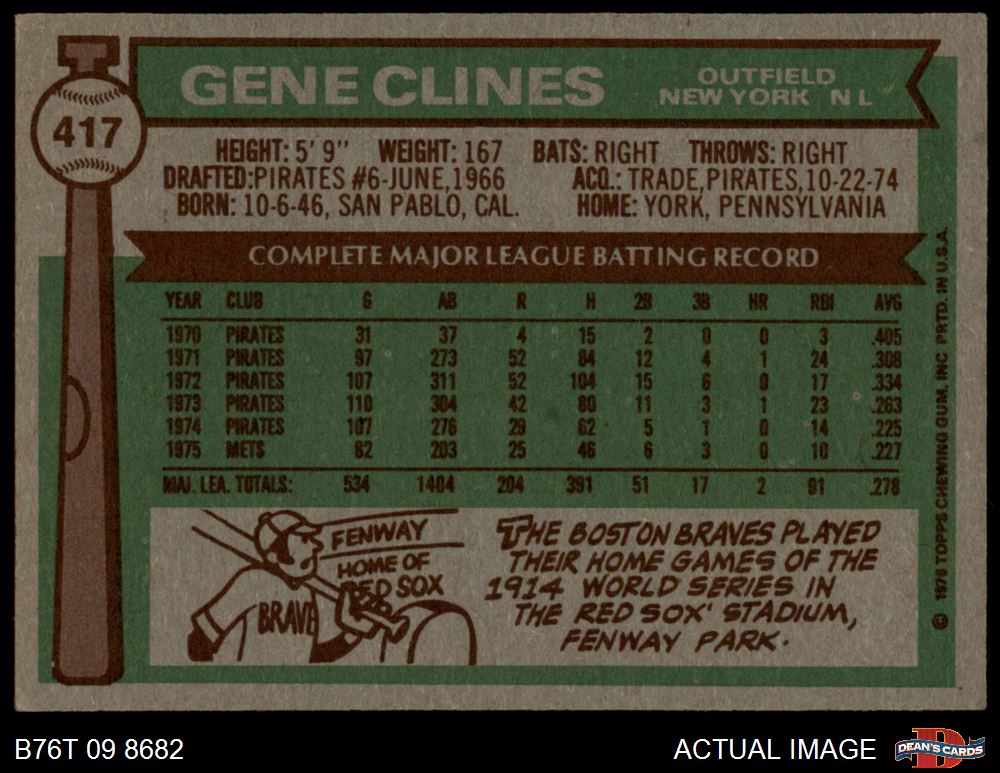 GENE CLINES
OUTFIELD
NEW YORK N L
417
HEIGHT: 5' 9" WEIGHT: 167 BATS: RIGHT THROWS: RIGHT
DRAFTED: PIRATES #6-JUNE, 1966 ACQ.: TRADE, PIRATES, 10-22-74
BORN: 10-6-46, SAN PABLO, CAL. HOME: YORK, PENNSYLVANIA
COMPLETE MAJOR LEAGUE BATTING RECORD
YEAR CLUB G AB R H 2B 3B HR RBI AVG
1970 PIRATES 31 37 4 15 2 0 0 3 .405
1971 PIRATES 97 273 52 84 12 4 1 24 .308
1972 PIRATES 107 311 52 104 15 6 0 17 .334
1973 PIRATES 110 304 42 80 11 3 1 23 .263
1974 PIRATES 107 276 29 62 5 1 0 14 .225
1975 METS 82 203 25 46 6 3 0 10 .227
MAJ. LEA. TOTALS: 534 1404 204 391 51 17 2 91 .278
FENWAY
HOME OF
RED SOX
BRAVE
THE BOSTON BRAVES PLAYED
THEIR HOME GAMES OF THE
1914 WORLD SERIES IN
THE RED SOX' STADIUM,
FENWAY PARK.
© 1976 TOPPS CHEWING GUM, INC PRTD. IN U.S.A.
B76T 09 8682
ACTUAL IMAGE
D
DEAN'S CARDS